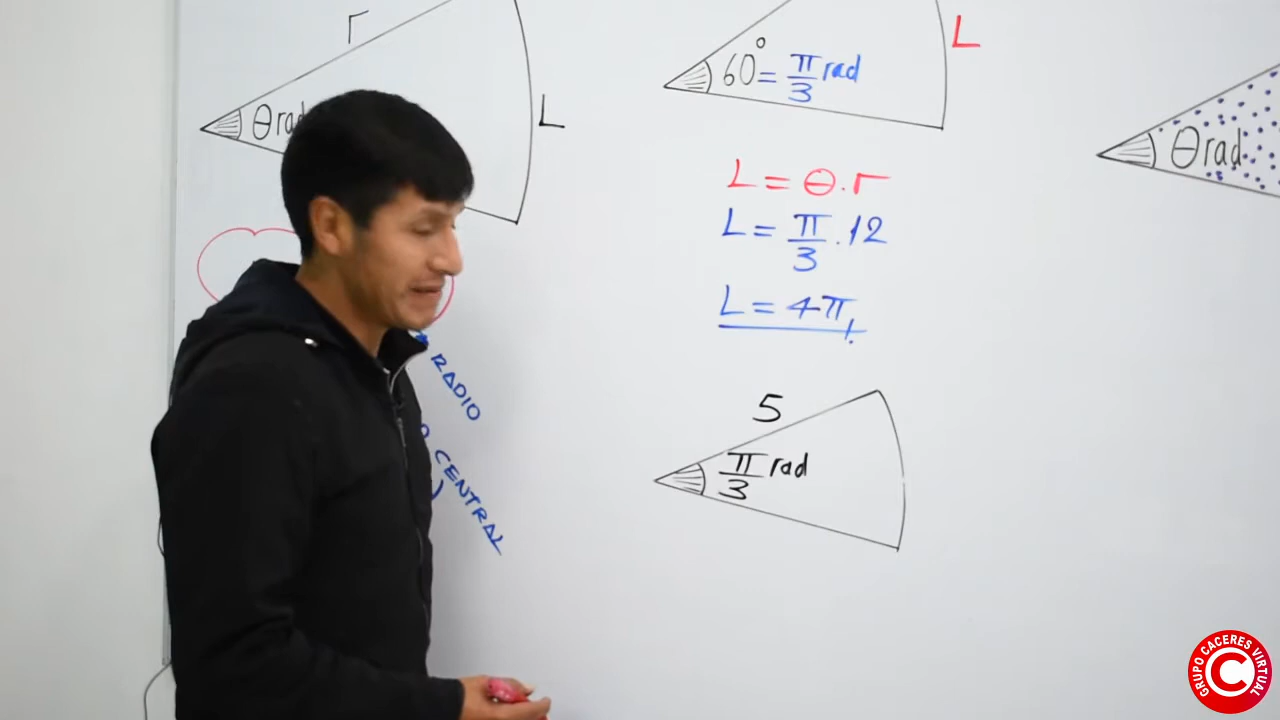 r
θ rad
L
RADIO
CENTRAL
60° = π/3 rad
L
L = θ.r
L = π/3 .12
L = 4π
5
π/3 rad
θ rad
GRUPO CACERES VIRTUAL
C